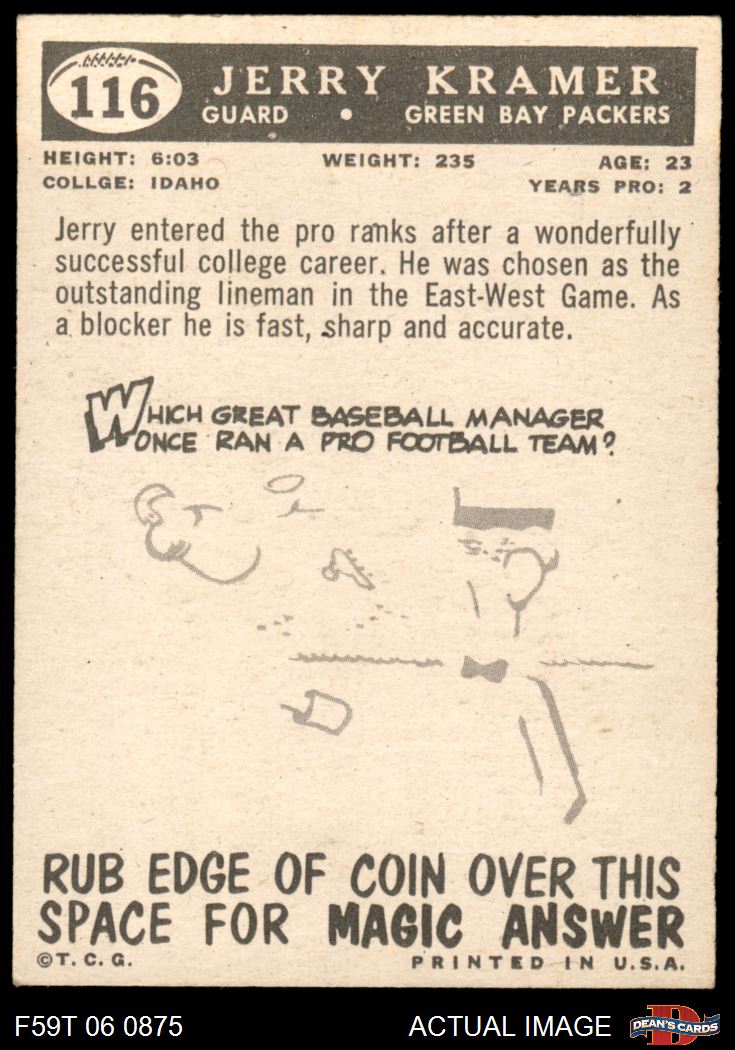 116
JERRY KRAMER
GUARD • GREEN BAY PACKERS
HEIGHT: 6:03 WEIGHT: 235 AGE: 23
COLLGE: IDAHO YEARS PRO: 2
Jerry entered the pro ranks after a wonderfully
successful college career. He was chosen as the
outstanding lineman in the East-West Game. As
a blocker he is fast, sharp and accurate.
WHICH GREAT BASEBALL MANAGER
ONCE RAN A PRO FOOTBALL TEAM?
RUB EDGE OF COIN OVER THIS
SPACE FOR MAGIC ANSWER
©T.C.G. PRINTED IN U.S.A.
F59T 06 0875 ACTUAL IMAGE D DEAN'S CARDS